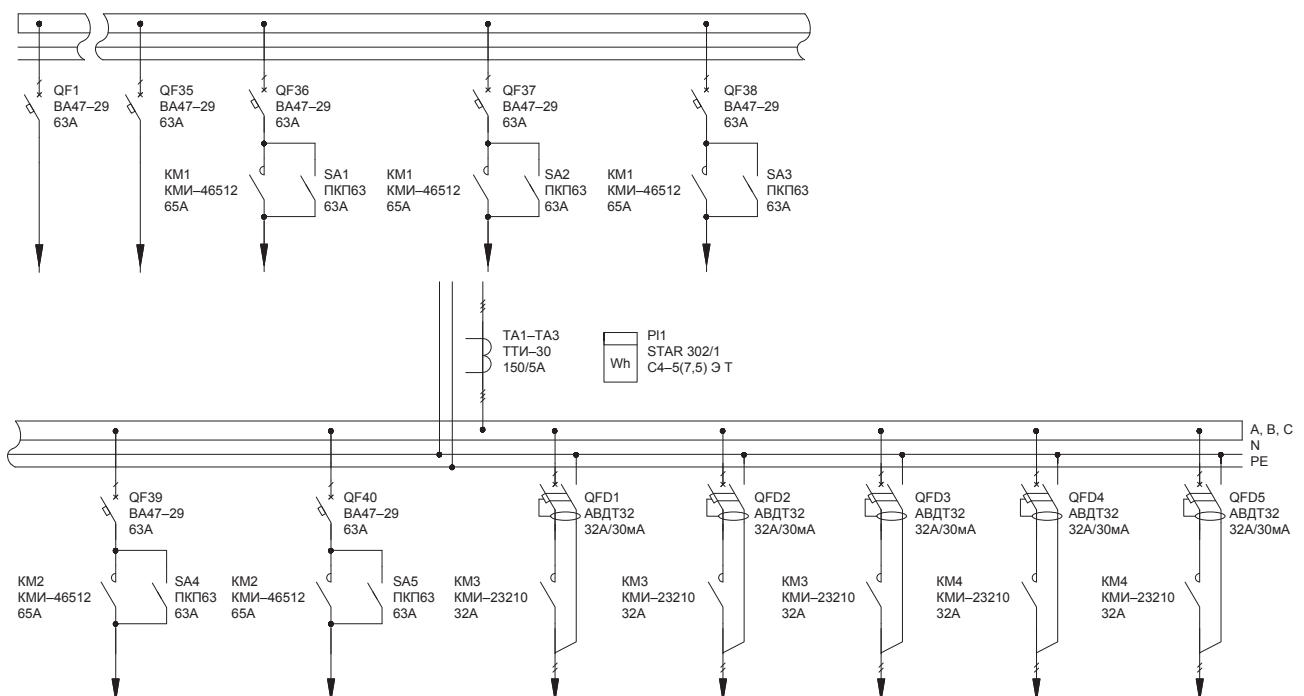 QF1
ВА47–29
63А
QF35
ВА47–29
63А
QF36
ВА47–29
63А
QF37
ВА47–29
63А
QF38
ВА47–29
63А
КМ1
КМИ–46512
65А
SA1
ПКП63
63А
КМ1
КМИ–46512
65А
SA2
ПКП63
63А
КМ1
КМИ–46512
65А
SA3
ПКП63
63А
ТА1–ТА3
ТТИ–30
150/5А
Wh
PI1
STAR 302/1
С4–5(7,5) Э Т
А, В, С
N
PE
QF39
ВА47–29
63А
QF40
ВА47–29
63А
QFD1
АВДТ32
32А/30мА
QFD2
АВДТ32
32А/30мА
QFD3
АВДТ32
32А/30мА
QFD4
АВДТ32
32А/30мА
QFD5
АВДТ32
32А/30мА
КМ2
КМИ–46512
65А
SA4
ПКП63
63А
КМ2
КМИ–46512
65А
SA5
ПКП63
63А
КМ3
КМИ–23210
32А
КМ3
КМИ–23210
32А
КМ3
КМИ–23210
32А
КМ4
КМИ–23210
32А
КМ4
КМИ–23210
32А